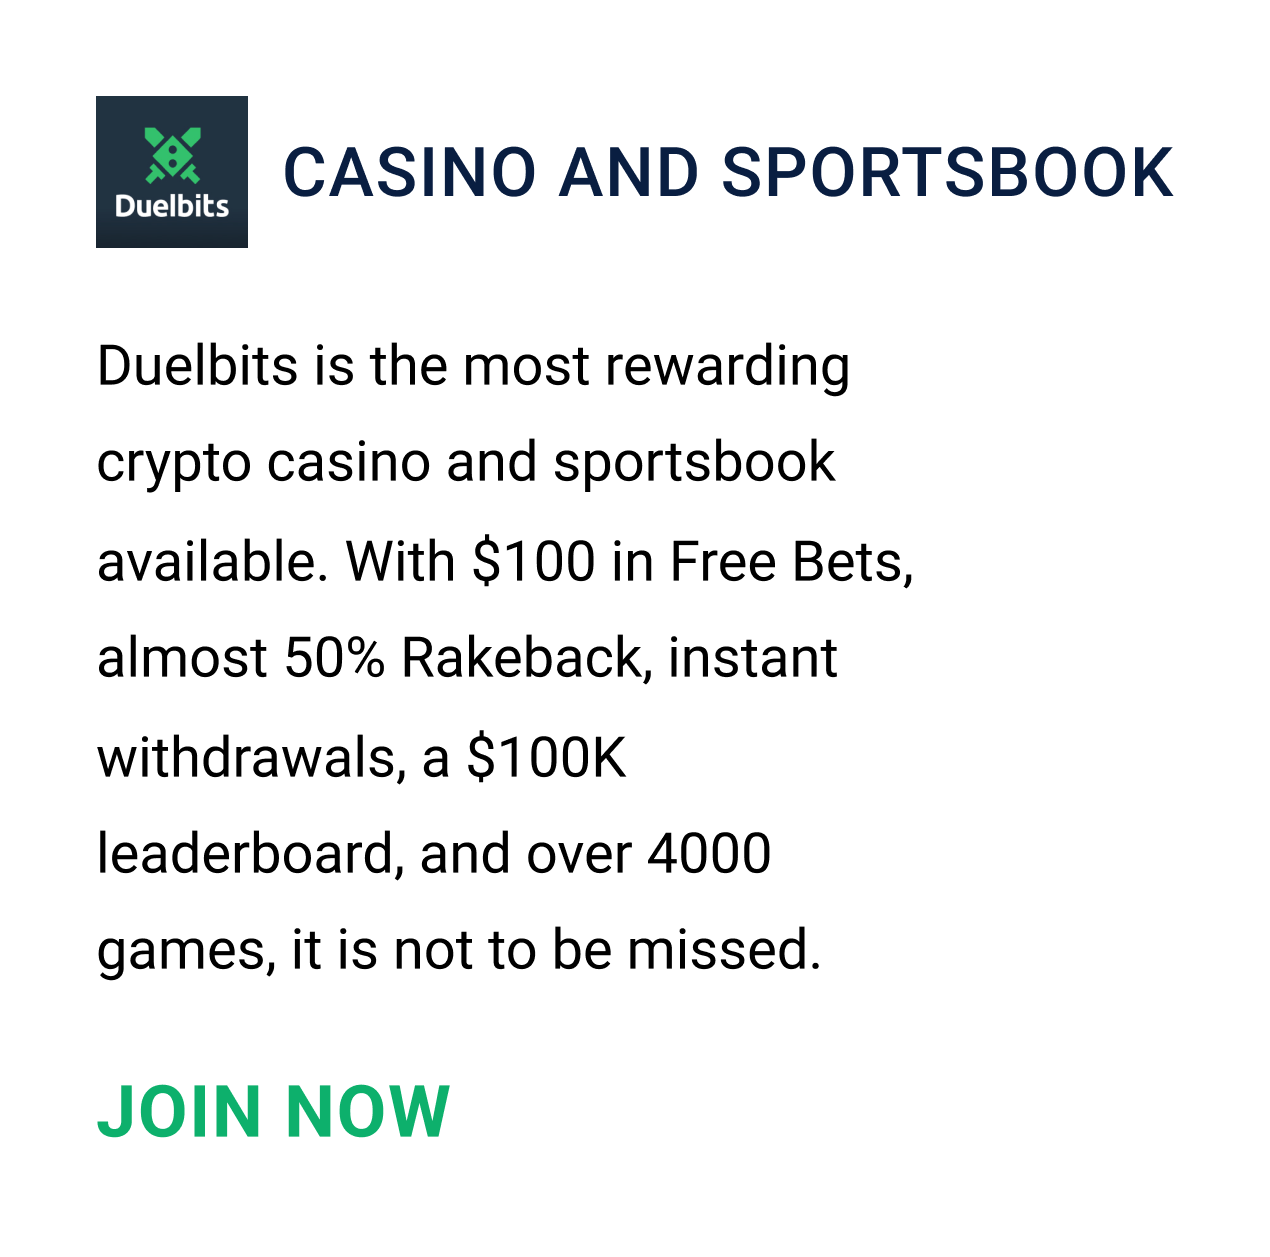 Duelbits
CASINO AND SPORTSBOOK
Duelbits is the most rewarding
crypto casino and sportsbook
available. With $100 in Free Bets,
almost 50% Rakeback, instant
withdrawals, a $100K
leaderboard, and over 4000
games, it is not to be missed.
JOIN NOW